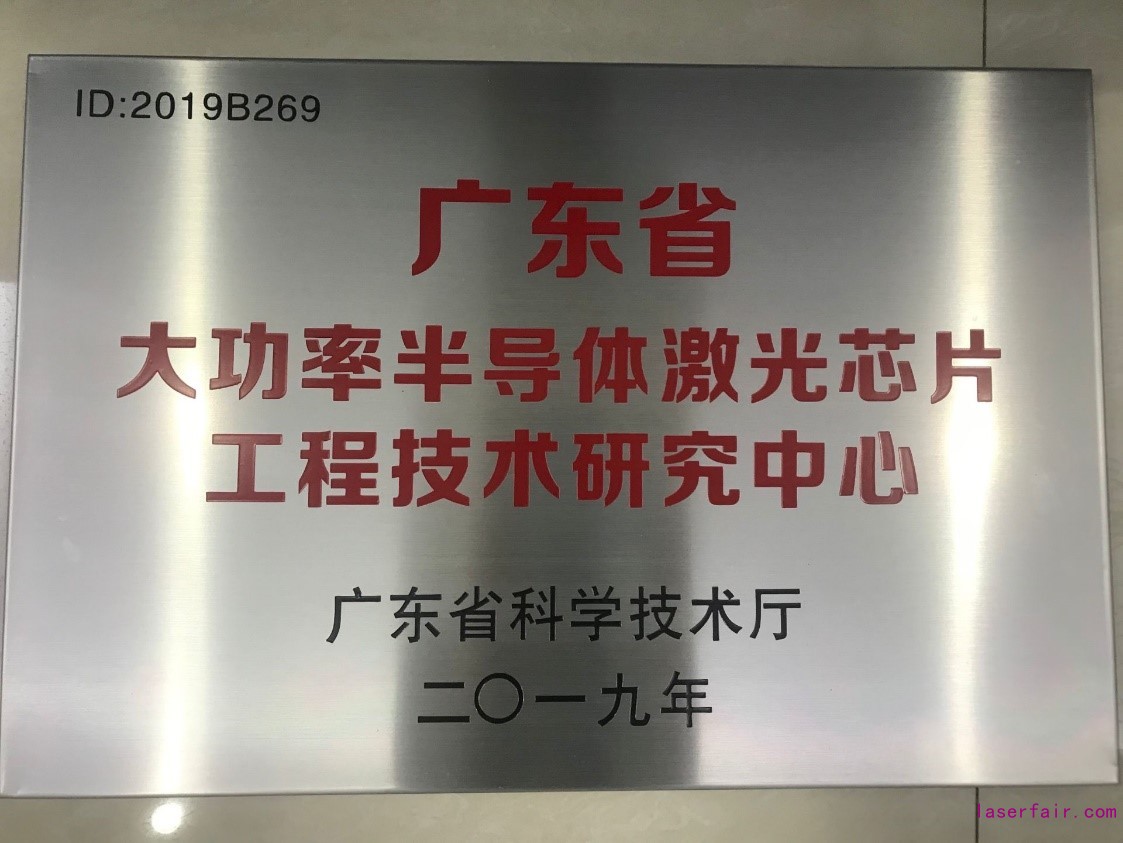 ID:2019B269
广东省
大功率半导体激光芯片
工程技术研究中心
广东省科学技术厅
二〇一九年
laserfair.com